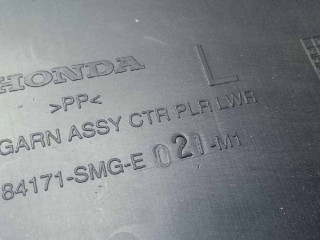 HONDA
L
>PP<
GARN ASSY CTR PLR LWR
84171-SMG-E 021-M1